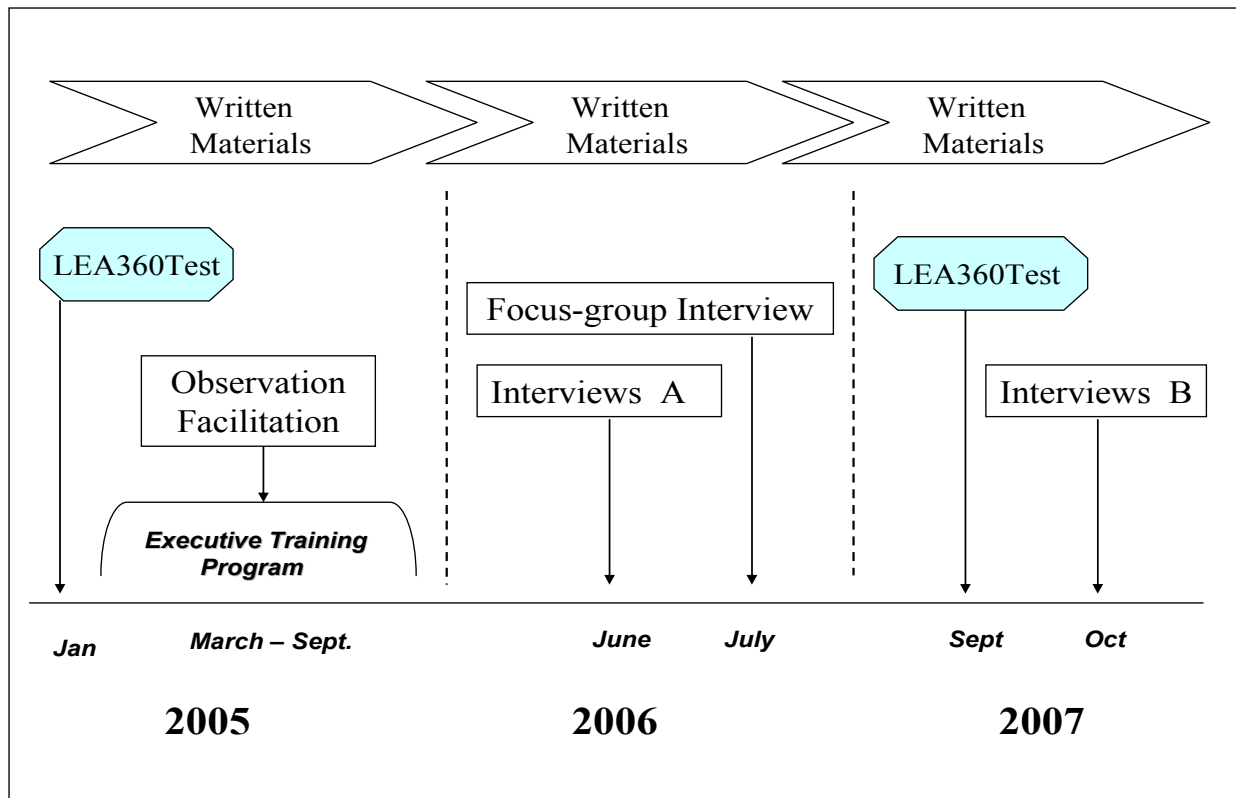 Written
Materials
Written
Materials
Written
Materials
LEA360Test
LEA360Test
Focus-group Interview
Observation
Facilitation
Interviews A
Interviews B
Executive Training
Program
Jan
March – Sept.
June
July
Sept
Oct
2005
2006
2007